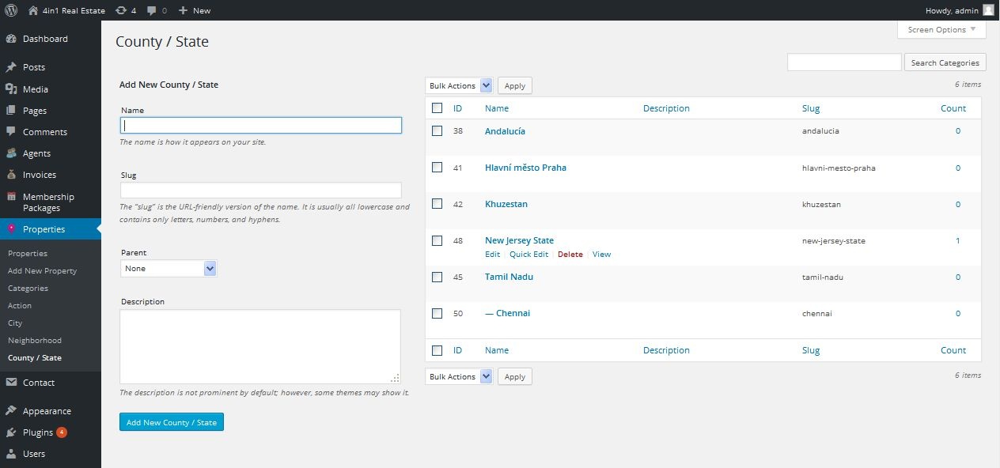 4in1 Real Estate 4 0 New Howdy, admin
Dashboard
Posts
Media
Pages
Comments
Agents
Invoices
Membership
Packages
Properties
Properties
Add New Property
Categories
Action
City
Neighborhood
County / State
Contact
Appearance
Plugins 4
Users
Screen Options
County / State
Search Categories
Add New County / State
Name
The name is how it appears on your site.
Slug
The “slug” is the URL-friendly version of the name. It is usually all lowercase and
contains only letters, numbers, and hyphens.
Parent
None
Description
The description is not prominent by default; however, some themes may show it.
Add New County / State
Bulk Actions Apply 6 items
ID Name Description Slug Count
38 Andalucía andalucia 0
41 Hlavní město Praha hlavni-mesto-praha 0
42 Khuzestan khuzestan 0
48 New Jersey State new-jersey-state 1
Edit | Quick Edit | Delete | View
45 Tamil Nadu tamil-nadu 0
50 — Chennai chennai 0
ID Name Description Slug Count
Bulk Actions Apply 6 items